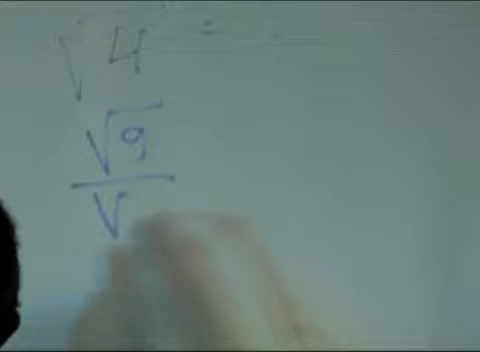 √4 =
√9
√